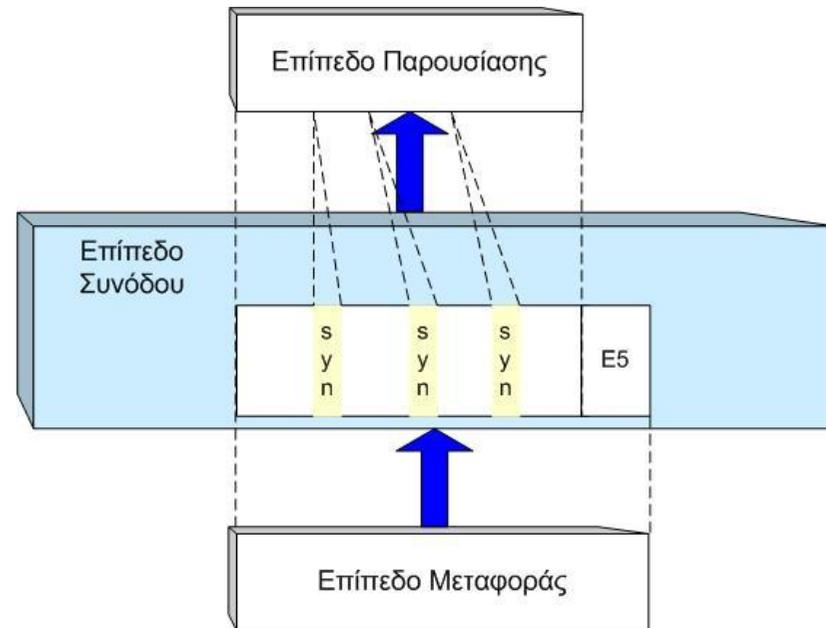 Επίπεδο Παρουσίασης
Επίπεδο
Συνόδου
s
y
n
s
y
n
s
y
n
E5
Επίπεδο Μεταφοράς